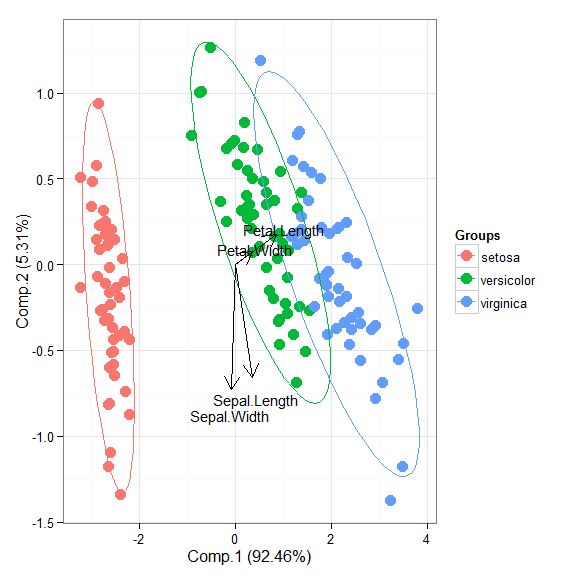 1.0
0.5
0.0
-0.5
-1.0
-1.5
Comp.2 (5.31%)
Petal.Length
Petal.Width
Sepal.Length
Sepal.Width
-2
0
2
4
Comp.1 (92.46%)
Groups
setosa
versicolor
virginica